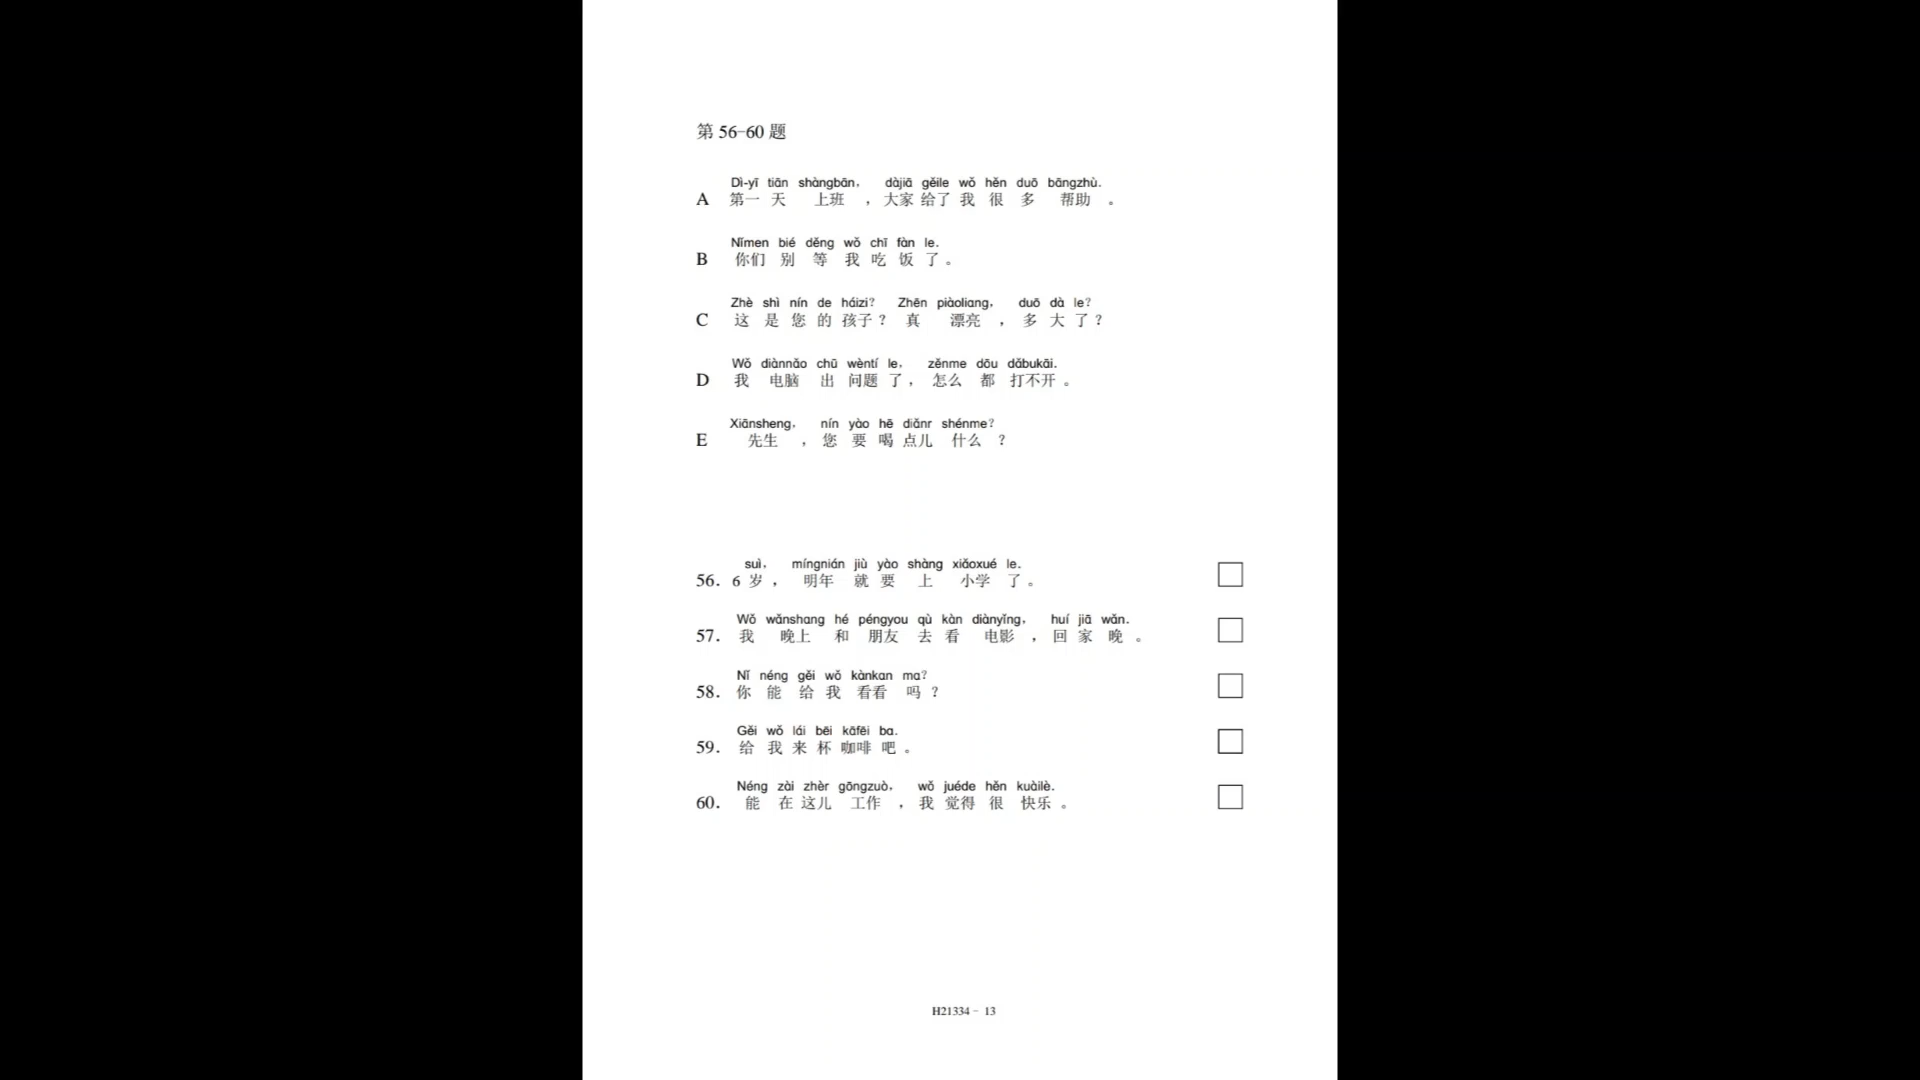 第 56-60 题
Dì-yī tiān shàngbān, dàjiā gěile wǒ hěn duō bāngzhù.
A 第一 天 上班 ，大家 给了 我 很 多 帮助 。
Nǐmen bié děng wǒ chī fàn le.
B 你们 别 等 我 吃 饭 了 。
Zhè shì nín de háizi? Zhēn piàoliang, duō dà le?
C 这 是 您 的 孩子 ？ 真 漂亮 ， 多 大 了 ？
Wǒ diànnǎo chū wèntí le, zěnme dōu dǎbukāi.
D 我 电脑 出 问题 了 ， 怎么 都 打不开 。
Xiānsheng, nín yào hē diǎnr shénme?
E 先生 ， 您 要 喝 点儿 什么 ？
suì, míngnián jiù yào shàng xiǎoxué le.
56. 6 岁 ， 明年 就 要 上 小学 了 。
Wǒ wǎnshang hé péngyou qù kàn diànyǐng, huí jiā wǎn.
57. 我 晚上 和 朋友 去 看 电影 ， 回 家 晚 。
Nǐ néng gěi wǒ kànkan ma?
58. 你 能 给 我 看看 吗 ？
Gěi wǒ lái bēi kāfēi ba.
59. 给 我 来 杯 咖啡 吧 。
Néng zài zhèr gōngzuò, wǒ juéde hěn kuàilè.
60. 能 在 这儿 工作 ， 我 觉得 很 快乐 。
H21334 - 13